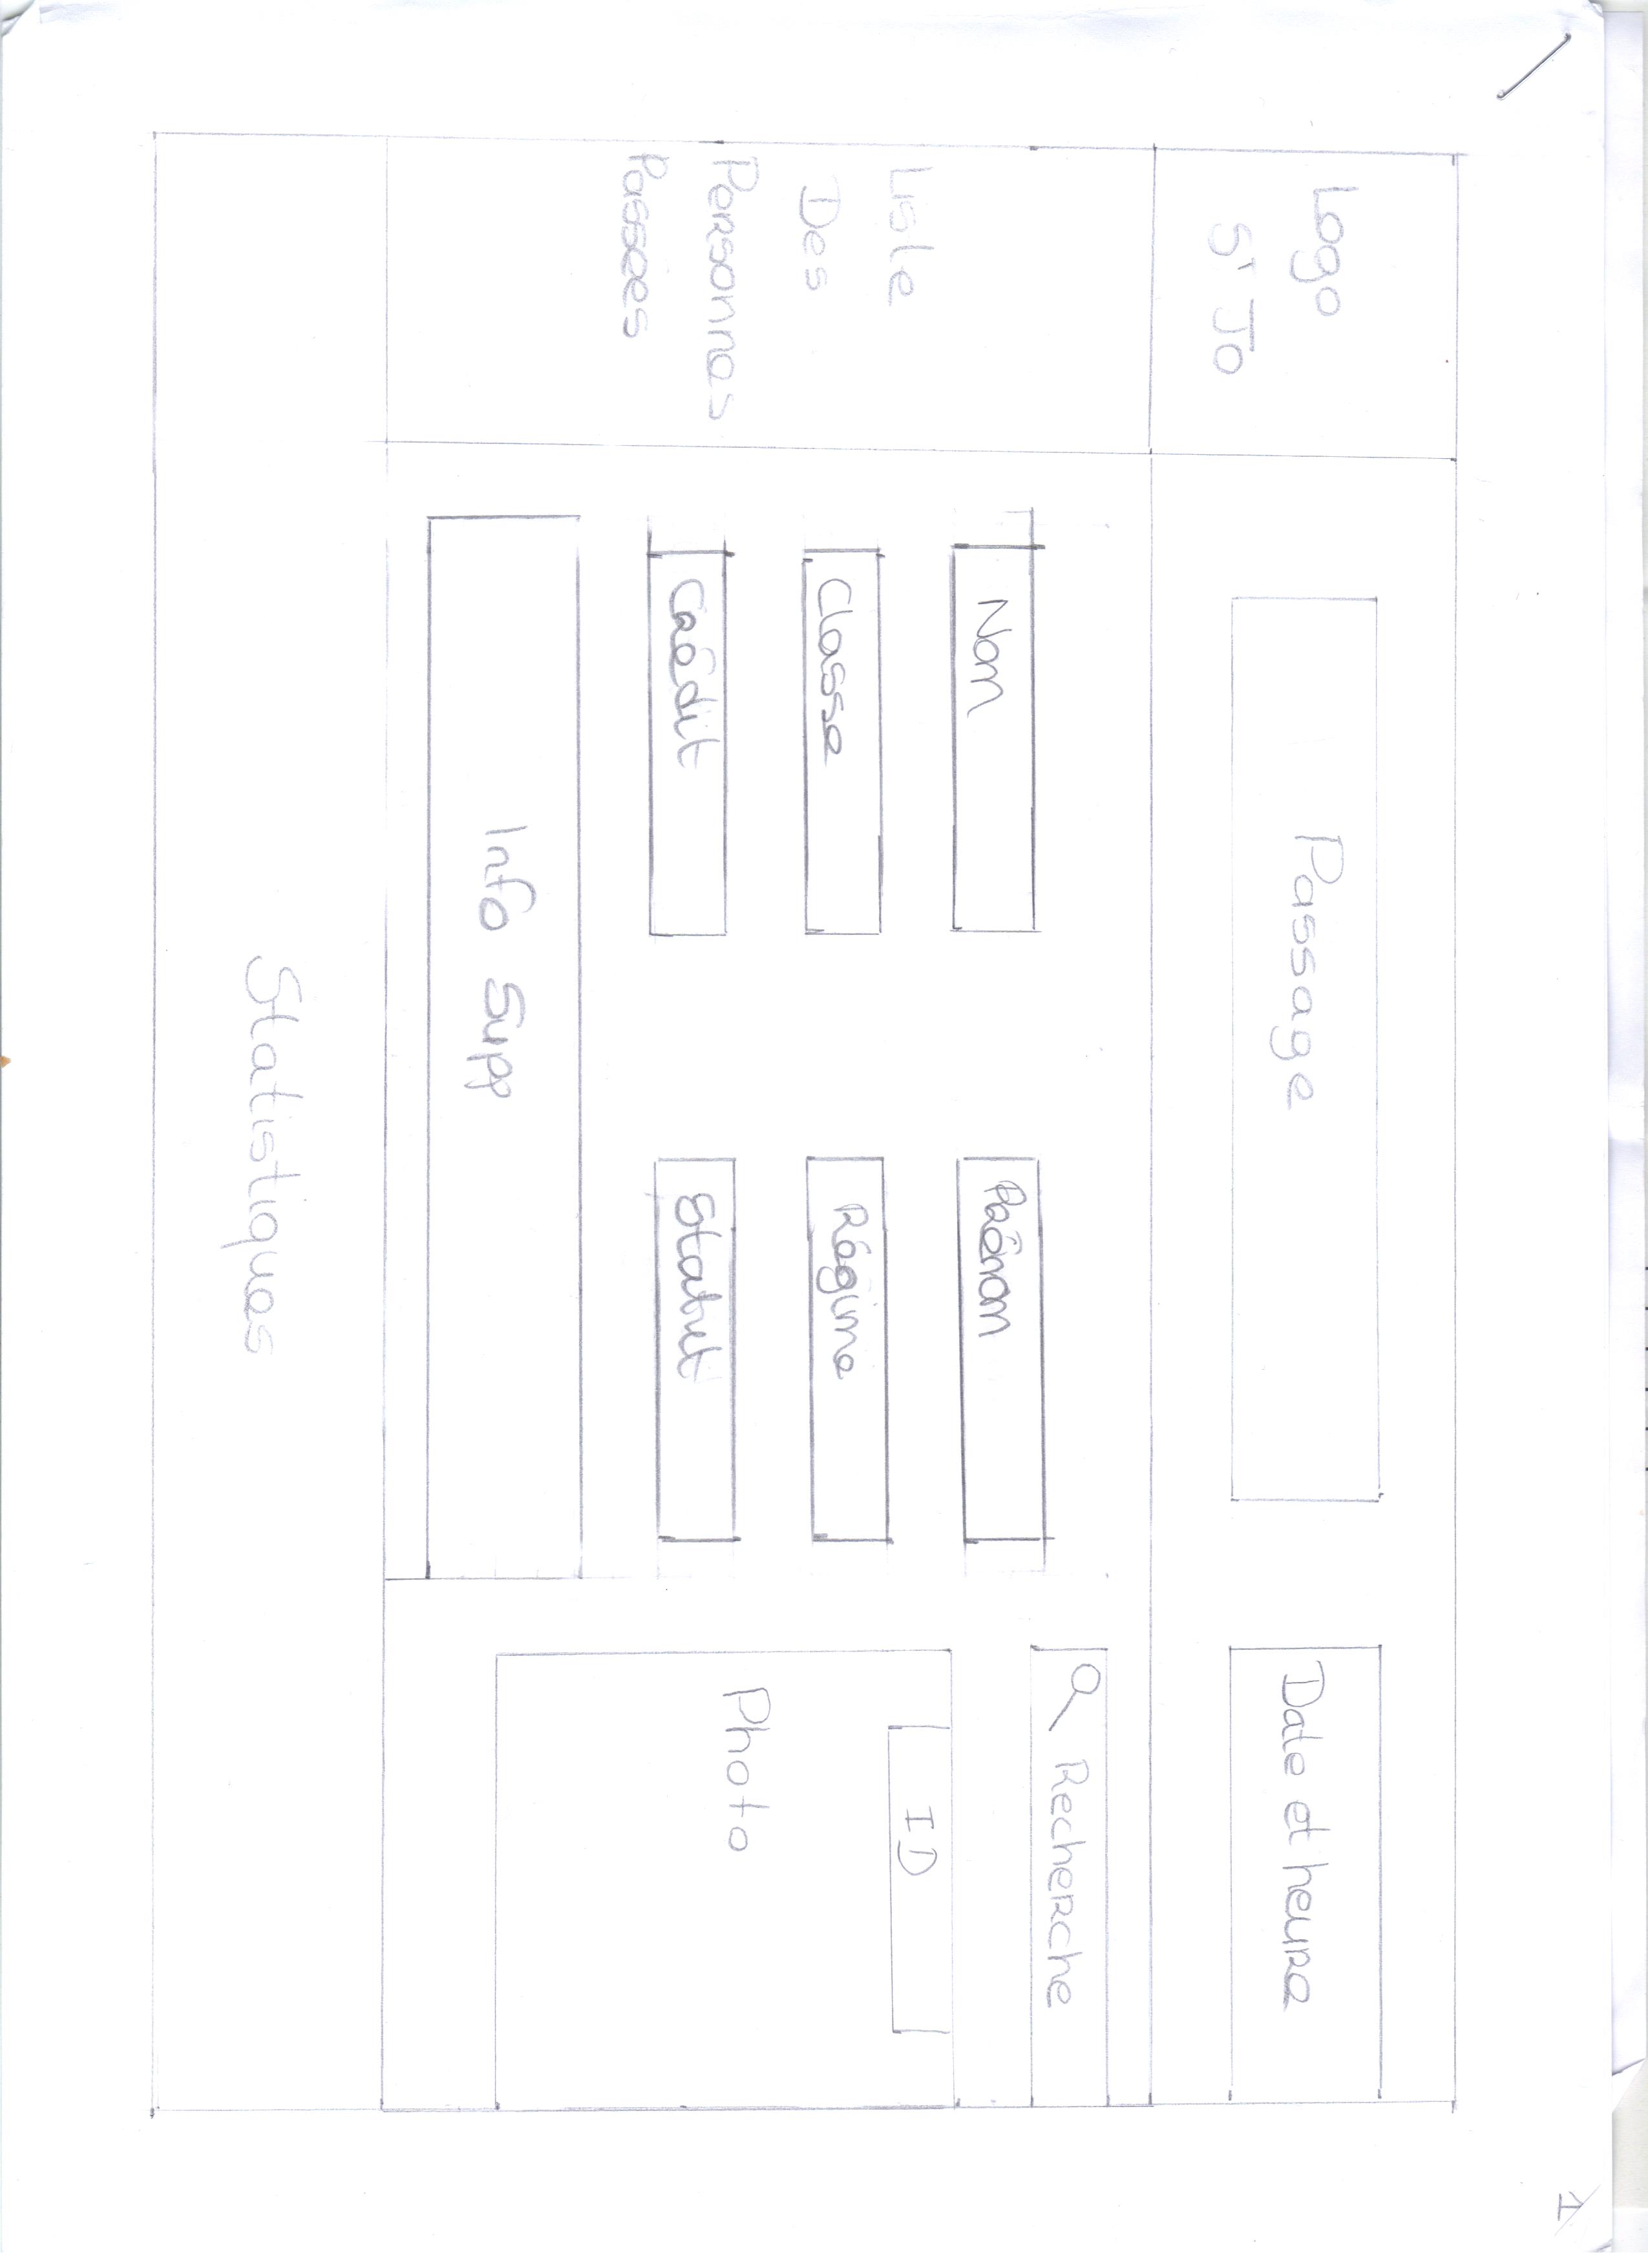 Logo
St Jo
Passage
Date et heure
Liste
Des
Personnes
Passées
Nom
Prénom
Recherche
Classe
Régime
ID
Crédit
Statut
Photo
Info Supp
Statistiques
1